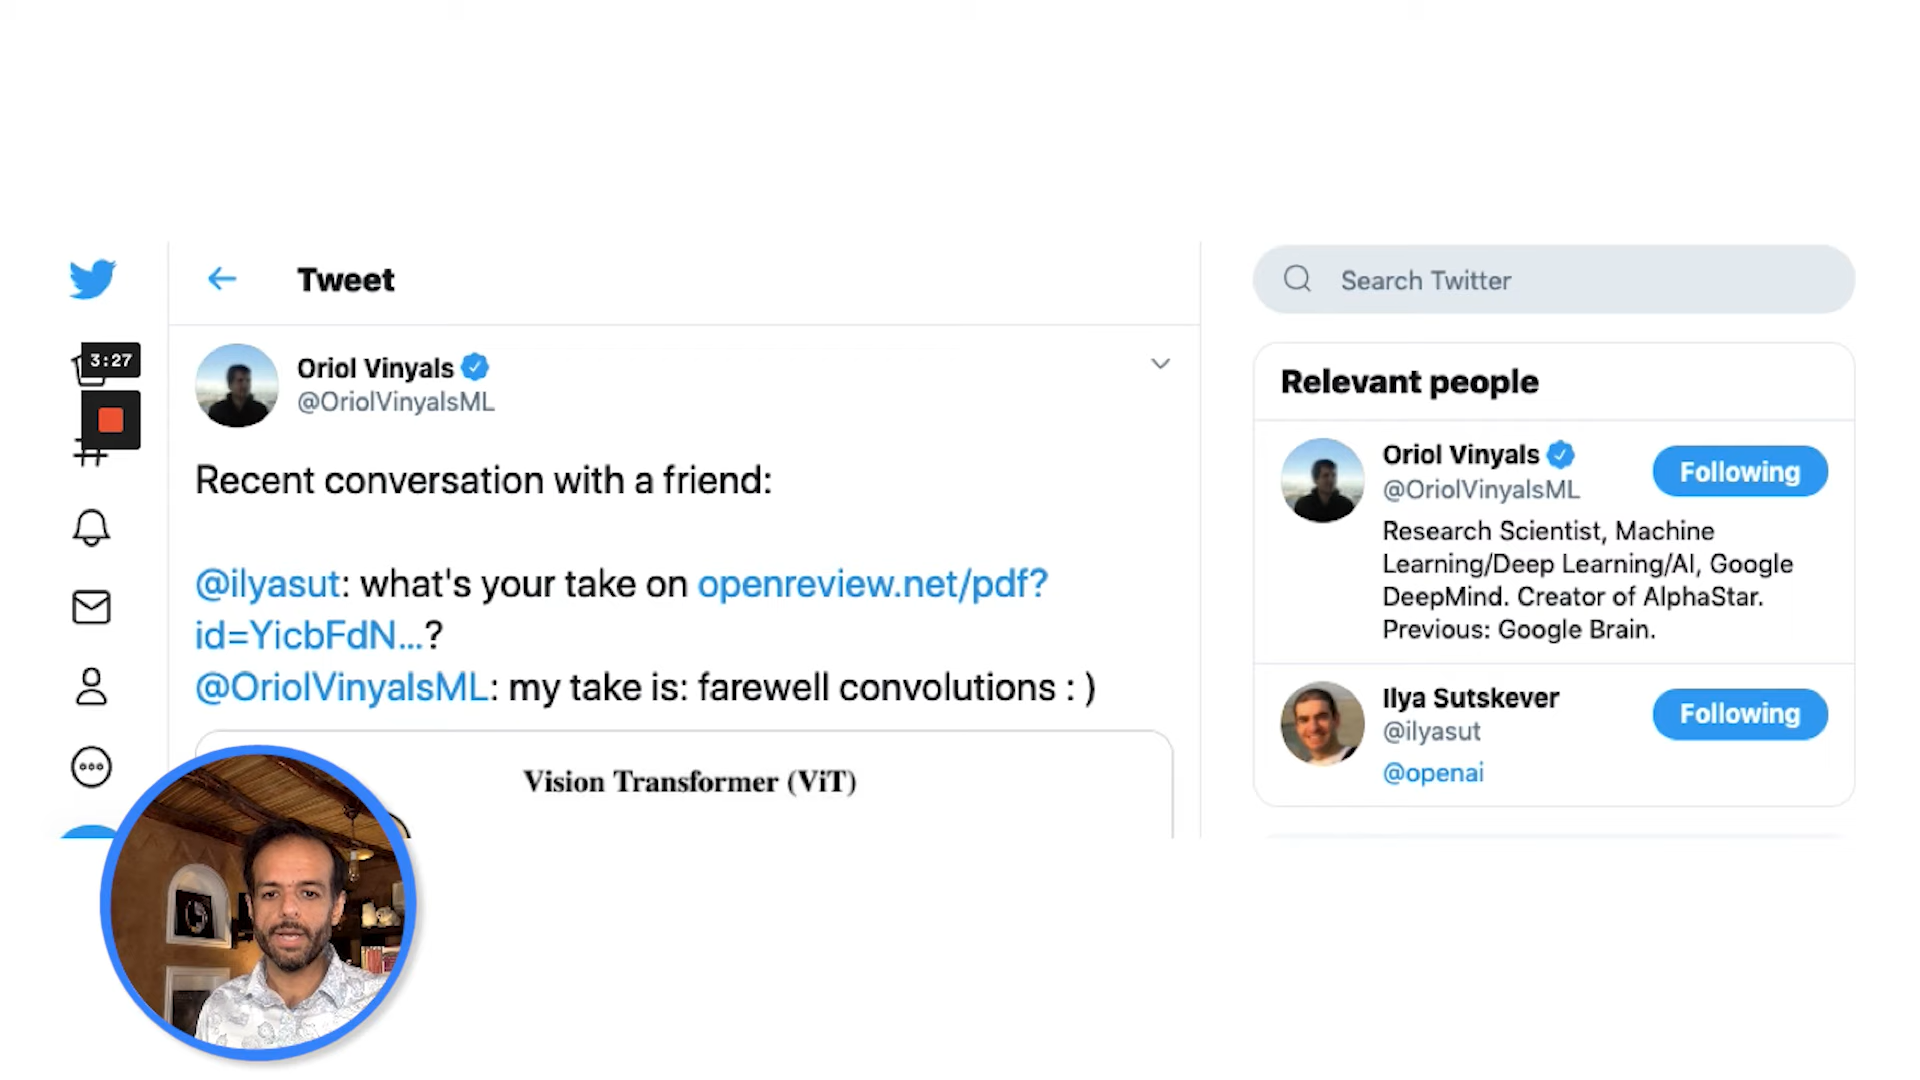 Tweet
3:27
Oriol Vinyals
@OriolVinyalsML
Recent conversation with a friend:
@ilyasut: what's your take on openreview.net/pdf?
id=YicbFdN...?
@OriolVinyalsML: my take is: farewell convolutions : )
Vision Transformer (ViT)
Search Twitter
Relevant people
Oriol Vinyals
Following
@OriolVinyalsML
Research Scientist, Machine
Learning/Deep Learning/AI, Google
DeepMind. Creator of AlphaStar.
Previous: Google Brain.
Ilya Sutskever
Following
@ilyasut
@openai